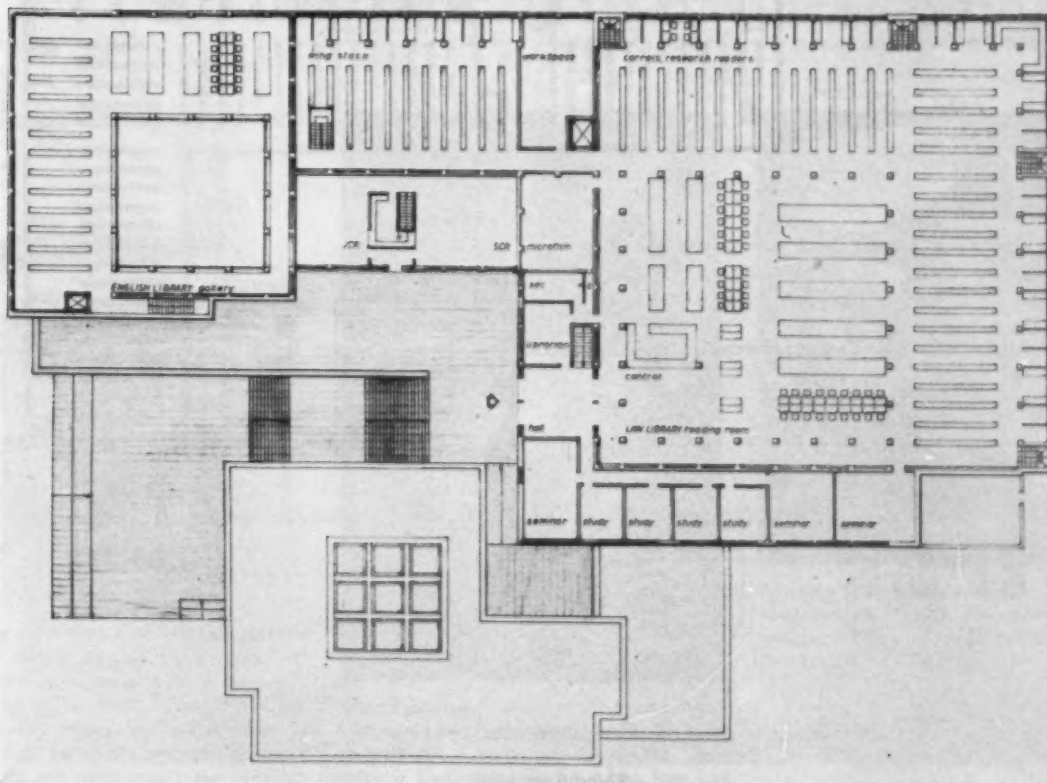 ring stack
workspace
carrels, research readers
JCR
SCR
microfilm
sec
librarian
control
ENGLISH LIBRARY gallery
hall
LAW LIBRARY reading room
seminar
study
study
study
study
seminar
seminar